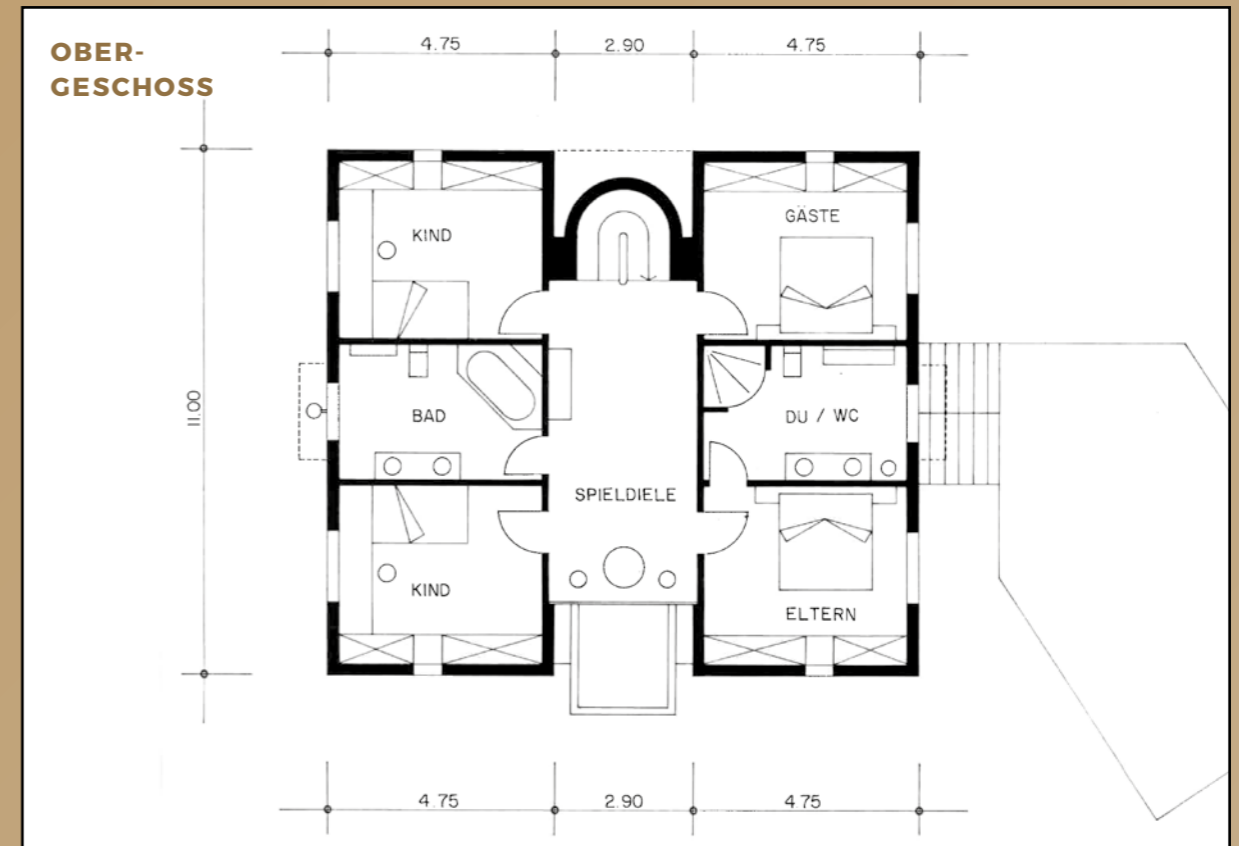 OBER-
GESCHOSS
4.75 2.90 4.75
GÄSTE
KIND
11.00
BAD
DU / WC
SPIELDIELE
KIND
ELTERN
4.75 2.90 4.75